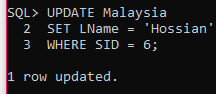 SQL> UPDATE Malaysia
2 SET LName = 'Hossian'
3 WHERE SID = 6;
1 row updated.